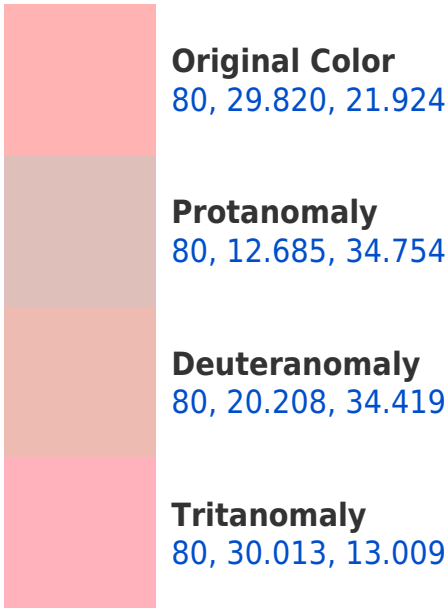 Original Color
80, 29.820, 21.924
Protanomaly
80, 12.685, 34.754
Deuteranomaly
80, 20.208, 34.419
Tritanomaly
80, 30.013, 13.009